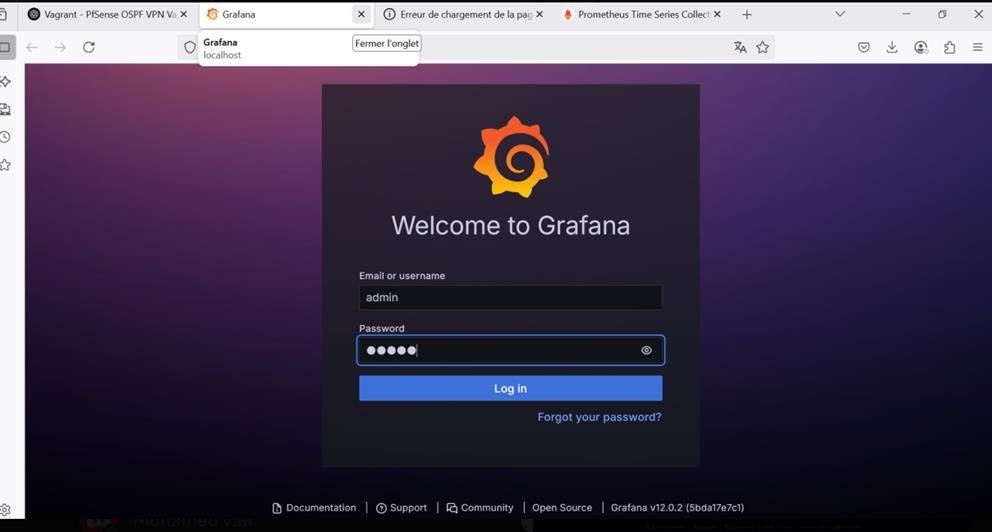 Vagrant - PfSense OSPF VPN Va
Grafana
Erreur de chargement de la pag
Prometheus Time Series Collect
Grafana
localhost
Fermer l'onglet
Welcome to Grafana
Email or username
admin
Password
Log in
Forgot your password?
Documentation | Support | Community | Open Source | Grafana v12.0.2 (5bda17e7c1)
Mohamed Vall